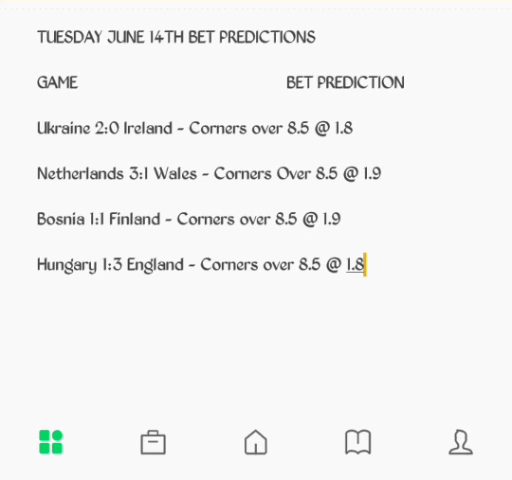 TUESDAY JUNE 14TH BET PREDICTIONS
GAME BET PREDICTION
Ukraine 2:0 Ireland - Corners over 8.5 @ 1.8
Netherlands 3:1 Wales - Corners Over 8.5 @ 1.9
Bosnia 1:1 Finland - Corners over 8.5 @ 1.9
Hungary 1:3 England - Corners over 8.5 @ 1.8